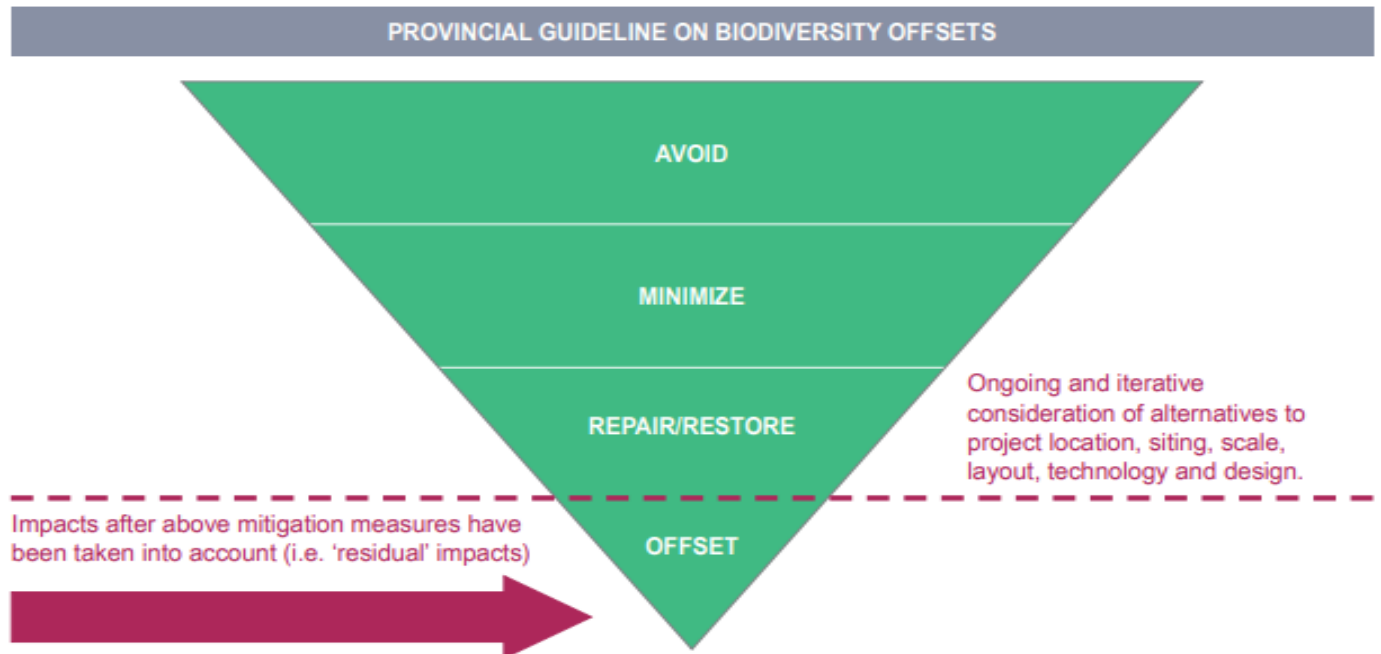 PROVINCIAL GUIDELINE ON BIODIVERSITY OFFSETS
AVOID
MINIMIZE
REPAIR/RESTORE
Ongoing and iterative
consideration of alternatives to
project location, siting, scale,
layout, technology and design.
Impacts after above mitigation measures have
been taken into account (i.e. ‘residual’ impacts)
OFFSET